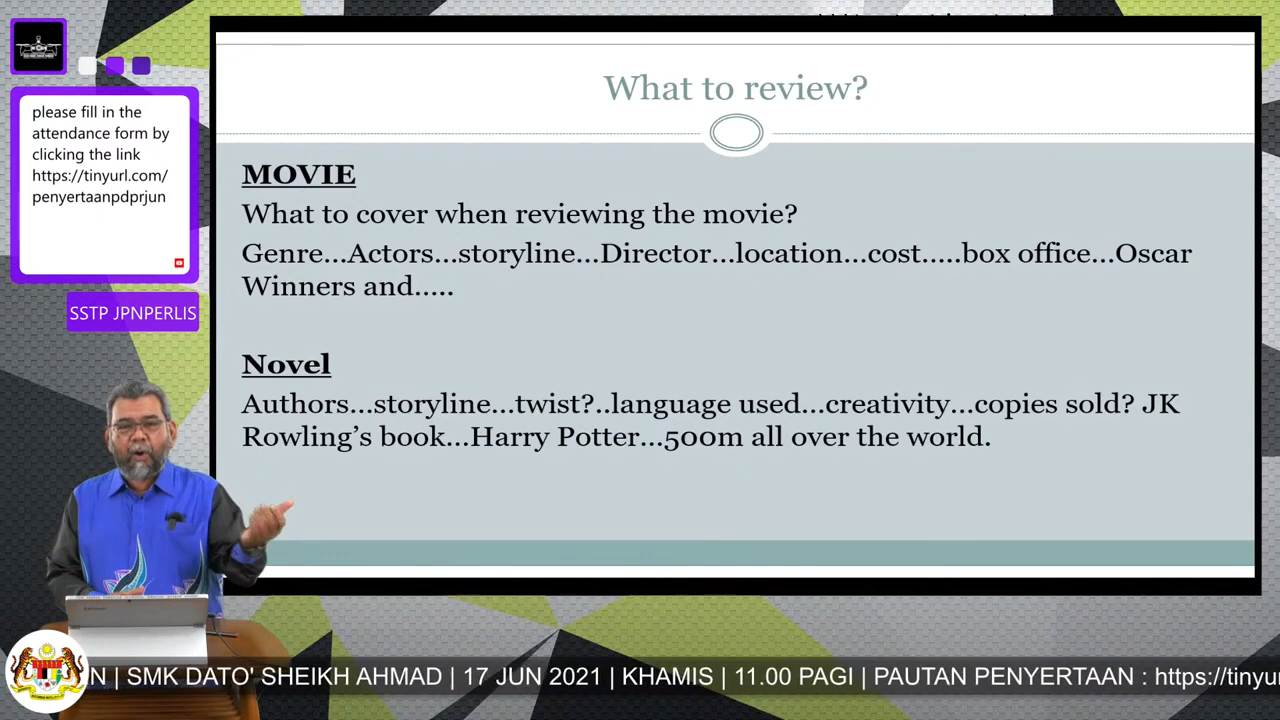 What to review?
please fill in the
attendance form by
clicking the link
https://tinyurl.com/
penyertaanpdprjun
SSTP JPNPERLIS
MOVIE
What to cover when reviewing the movie?
Genre...Actors...storyline...Director...location...cost.....box office...Oscar
Winners and.....
Novel
Authors...storyline...twist?..language used...creativity...copies sold? JK
Rowling's book...Harry Potter...500m all over the world.
N | SMK DATO' SHEIKH AHMAD | 17 JUN 2021 | KHAMIS | 11.00 PAGI | PAUTAN PENYERTAAN : https://tinyurl